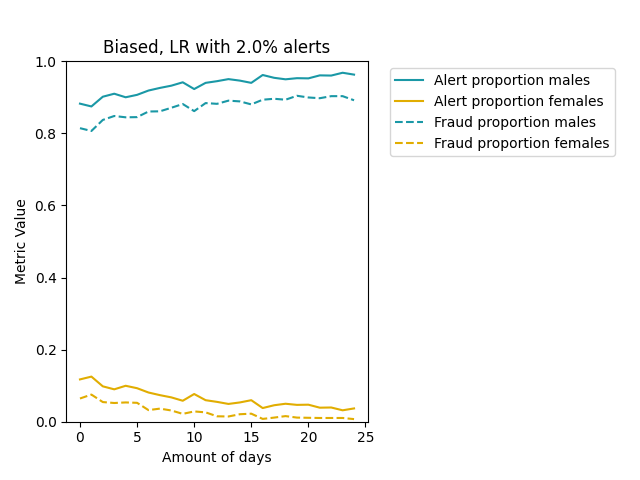 Biased, LR with 2.0% alerts
1.0
0.8
0.6
0.4
0.2
0.0
Metric Value
0 5 10 15 20 25
Amount of days
Alert proportion males
Alert proportion females
Fraud proportion males
Fraud proportion females